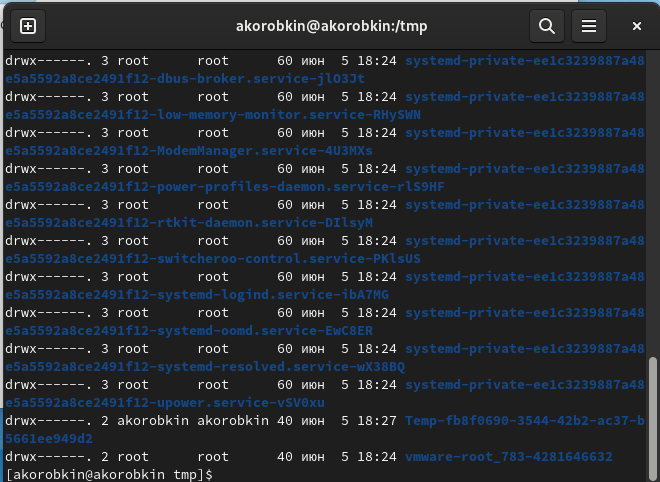 akorobkin@akorobkin:/tmp
drwx------. 3 root      root      60 июн  5 18:24 systemd-private-ee1c3239887a48
e5a5592a8ce2491f12-dbus-broker.service-jlO3Jt
drwx------. 3 root      root      60 июн  5 18:24 systemd-private-ee1c3239887a48
e5a5592a8ce2491f12-low-memory-monitor.service-RHySWN
drwx------. 3 root      root      60 июн  5 18:24 systemd-private-ee1c3239887a48
e5a5592a8ce2491f12-ModemManager.service-4U3MXs
drwx------. 3 root      root      60 июн  5 18:24 systemd-private-ee1c3239887a48
e5a5592a8ce2491f12-power-profiles-daemon.service-rlS9HF
drwx------. 3 root      root      60 июн  5 18:24 systemd-private-ee1c3239887a48
e5a5592a8ce2491f12-rtkit-daemon.service-DIlsyM
drwx------. 3 root      root      60 июн  5 18:24 systemd-private-ee1c3239887a48
e5a5592a8ce2491f12-switcheroo-control.service-PKlsUS
drwx------. 3 root      root      60 июн  5 18:24 systemd-private-ee1c3239887a48
e5a5592a8ce2491f12-systemd-logind.service-ibA7MG
drwx------. 3 root      root      60 июн  5 18:24 systemd-private-ee1c3239887a48
e5a5592a8ce2491f12-systemd-oomd.service-EwC8ER
drwx------. 3 root      root      60 июн  5 18:24 systemd-private-ee1c3239887a48
e5a5592a8ce2491f12-systemd-resolved.service-wX38BQ
drwx------. 3 root      root      60 июн  5 18:24 systemd-private-ee1c3239887a48
e5a5592a8ce2491f12-upower.service-vSV0xu
drwx------. 2 akorobkin akorobkin 40 июн  5 18:27 Temp-fb8f0690-3544-42b2-ac37-b
5661ee949d2
drwx------. 2 root      root      40 июн  5 18:24 vmware-root_783-4281646632
[akorobkin@akorobkin tmp]$